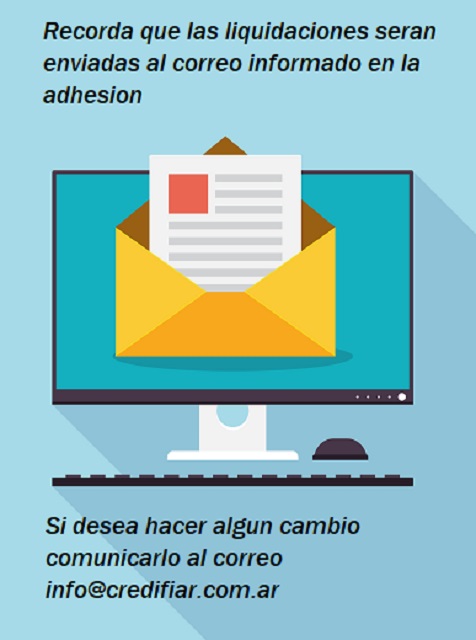 Recorda que las liquidaciones seran
enviadas al correo informado en la
adhesion
Si desea hacer algun cambio
comunicarlo al correo
info@credifiar.com.ar